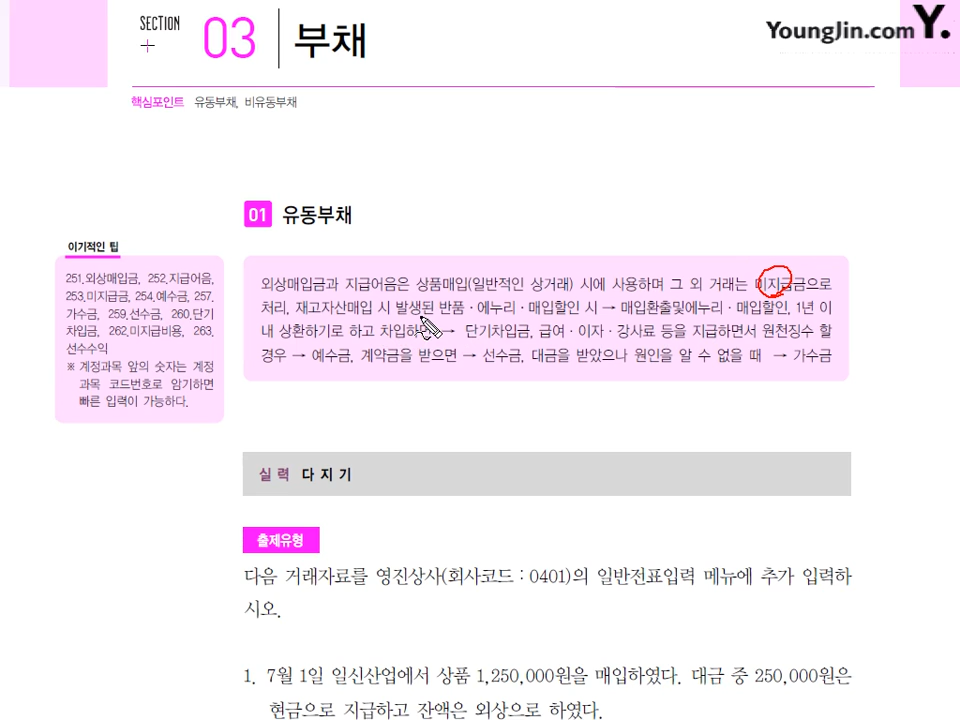 SECTION
03
부채
YoungJin.com Y.
핵심포인트 유동부채, 비유동부채
01 유동부채
이기적인 팁
251.외상매입금, 252.지급어음,
253.미지급금, 254.예수금, 257.
가수금, 259.선수금, 260.단기
차입금, 262.미지급비용, 263.
선수수익
※ 계정과목 앞의 숫자는 계정
과목 코드번호로 암기하면
빠른 입력이 가능하다.
외상매입금과 지급어음은 상품매입(일반적인 상거래) 시에 사용하며 그 외 거래는 미지급금으로
처리, 재고자산매입 시 발생된 반품·에누리·매입할인 시 → 매입환출및에누리·매입할인, 1년 이
내 상환하기로 하고 차입하면 → 단기차입금, 급여·이자·강사료 등을 지급하면서 원천징수 할
경우 → 예수금, 계약금을 받으면 → 선수금, 대금을 받았으나 원인을 알 수 없을 때 → 가수금
실력 다지기
출제유형
다음 거래자료를 영진상사(회사코드 : 0401)의 일반전표입력 메뉴에 추가 입력하
시오.
1. 7월 1일 일신산업에서 상품 1,250,000원을 매입하였다. 대금 중 250,000원은
현금으로 지급하고 잔액은 외상으로 하였다.